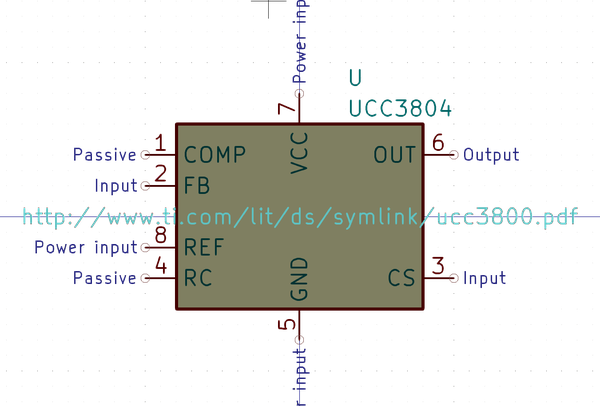 Power inp
U
UCC3804
7
VCC
Passive 1 COMP OUT 6 Output
Input 2 FB
http://www.ti.com/lit/ds/symlink/ucc3800.pdf
Power input 8 REF
Passive 4 RC CS 3 Input
GND
5
r input